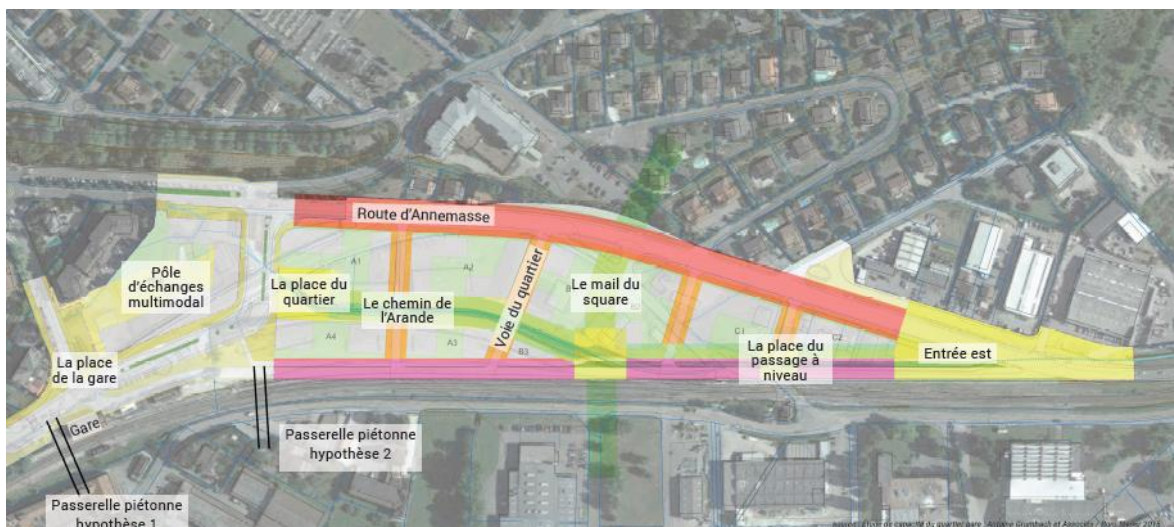 Route d'Annemasse
Pôle
d'échanges
multimodal
A1
A2
La place du
quartier
Le chemin de
l'Arande
Voie du quartier
Le mail du
square
A4
A3
B3
C1
C2
La place du
passage à
niveau
Entrée est
La place
de la gare
Gare
Passerelle piétonne
hypothèse 2
Passerelle piétonne
hypothèse 1